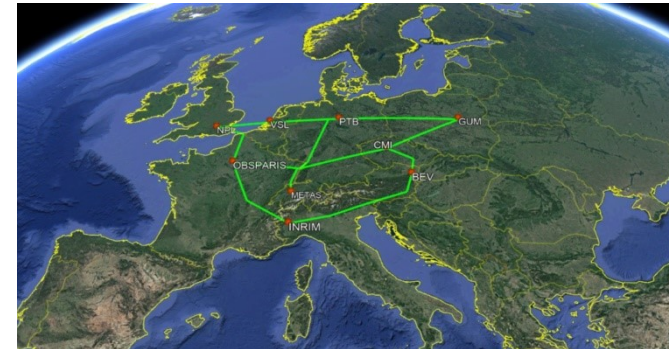 NPL
VSL
PTB
GUM
CMI
OBSPARIS
BEV
METAS
INRIM